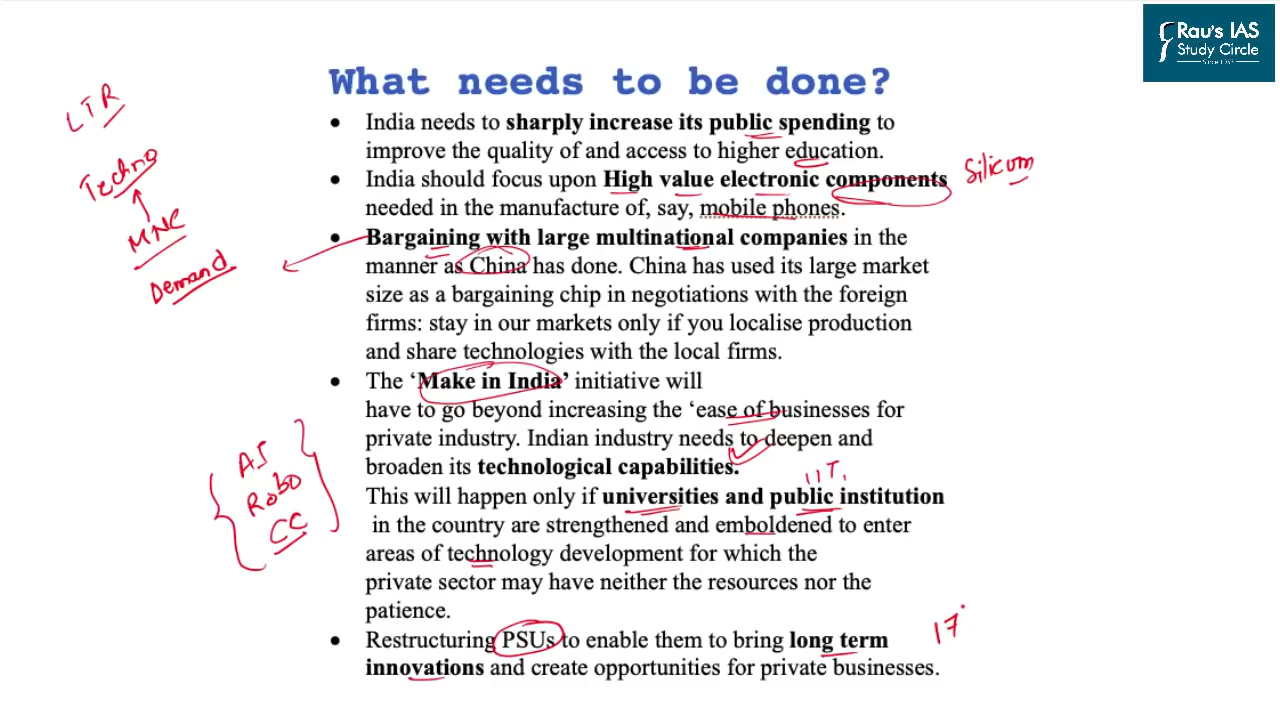 Rau's IAS
Study Circle
Since 1953
What needs to be done?
LTR
Techno
MNC
Demand
• India needs to sharply increase its public spending to
improve the quality of and access to higher education.
• India should focus upon High value electronic components
needed in the manufacture of, say, mobile phones.
Silicum
• Bargaining with large multinational companies in the
manner as China has done. China has used its large market
size as a bargaining chip in negotiations with the foreign
firms: stay in our markets only if you localise production
and share technologies with the local firms.
• The ‘Make in India’ initiative will
have to go beyond increasing the ‘ease of businesses for
private industry. Indian industry needs to deepen and
broaden its technological capabilities.
IIT,
This will happen only if universities and public institution
in the country are strengthened and emboldened to enter
areas of technology development for which the
private sector may have neither the resources nor the
patience.
Robo
CC
• Restructuring PSUs to enable them to bring long term
innovations and create opportunities for private businesses.
17